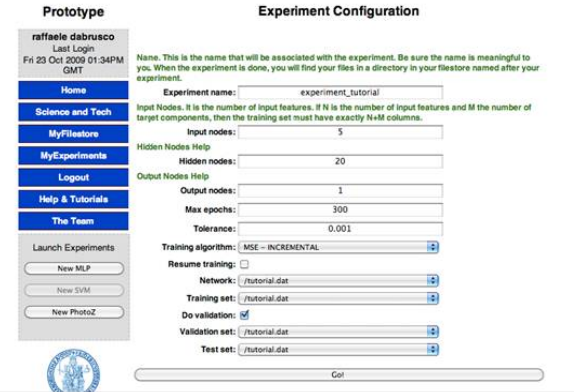 Prototype
raffaele dabrusco
Last Login
Fri 23 Oct 2009 01:34PM
GMT
Home
Science and Tech
MyFilestore
MyExperiments
Logout
Help & Tutorials
The Team
Launch Experiments
New MLP
New SVM
New PhotoZ
Experiment Configuration
Name. This is the name that will be associated with the experiment. Be sure the name is meaningful to
you. When the experiment is done, you will find your files in a directory in your filestore named after your
experiment.
Experiment name: experiment_tutorial
Input Nodes. It is the number of input features. If N is the number of input features and M the number of
target components, then the training set must have exactly N+M columns.
Input nodes: 5
Hidden Nodes Help
Hidden nodes: 20
Output Nodes Help
Output nodes: 1
Max epochs: 300
Tolerance: 0.001
Training algorithm: MSE – INCREMENTAL
Resume training:
Network: /tutorial.dat
Training set: /tutorial.dat
Do validation:
Validation set: /tutorial.dat
Test set: /tutorial.dat
Go!